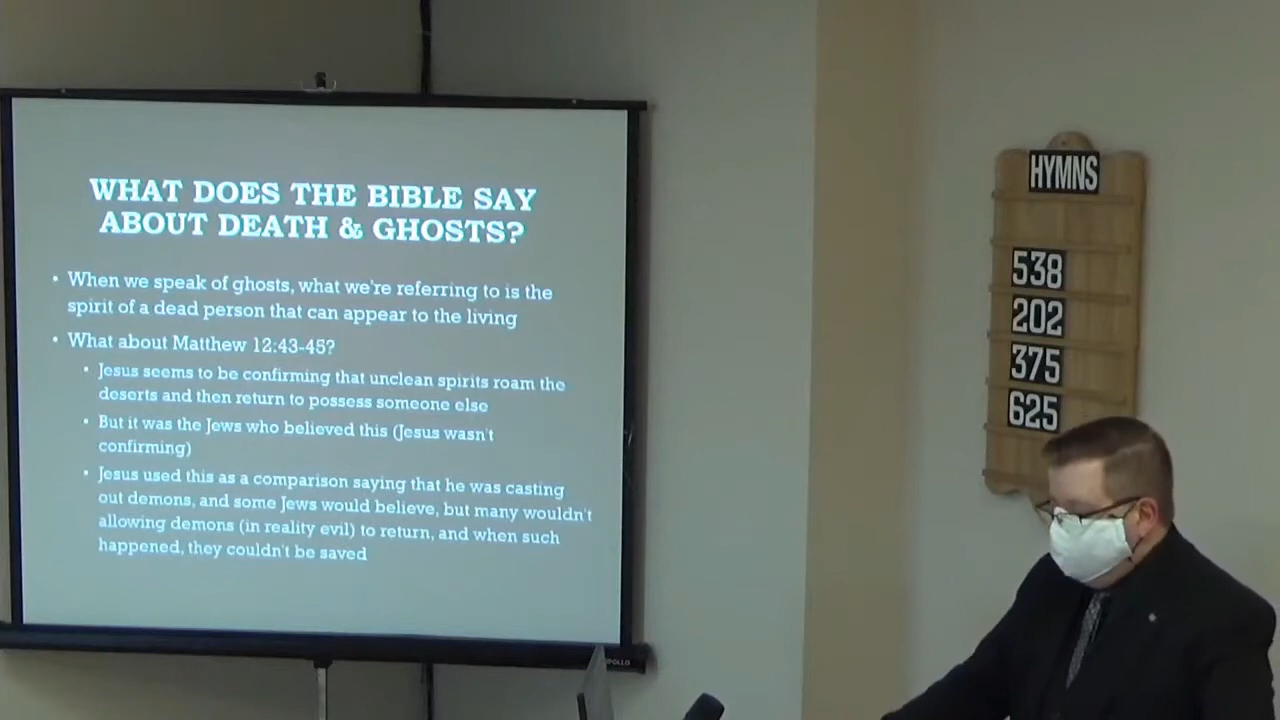 WHAT DOES THE BIBLE SAY
ABOUT DEATH & GHOSTS?
• When we speak of ghosts, what we're referring to is the
spirit of a dead person that can appear to the living
• What about Matthew 12:43-45?
• Jesus seems to be confirming that unclean spirits roam the
deserts and then return to possess someone else
• But it was the Jews who believed this (Jesus wasn't
confirming)
• Jesus used this as a comparison saying that he was casting
out demons, and some Jews would believe, but many wouldn't
allowing demons (in reality evil) to return, and when such
happened, they couldn't be saved
HYMNS
538
202
375
625